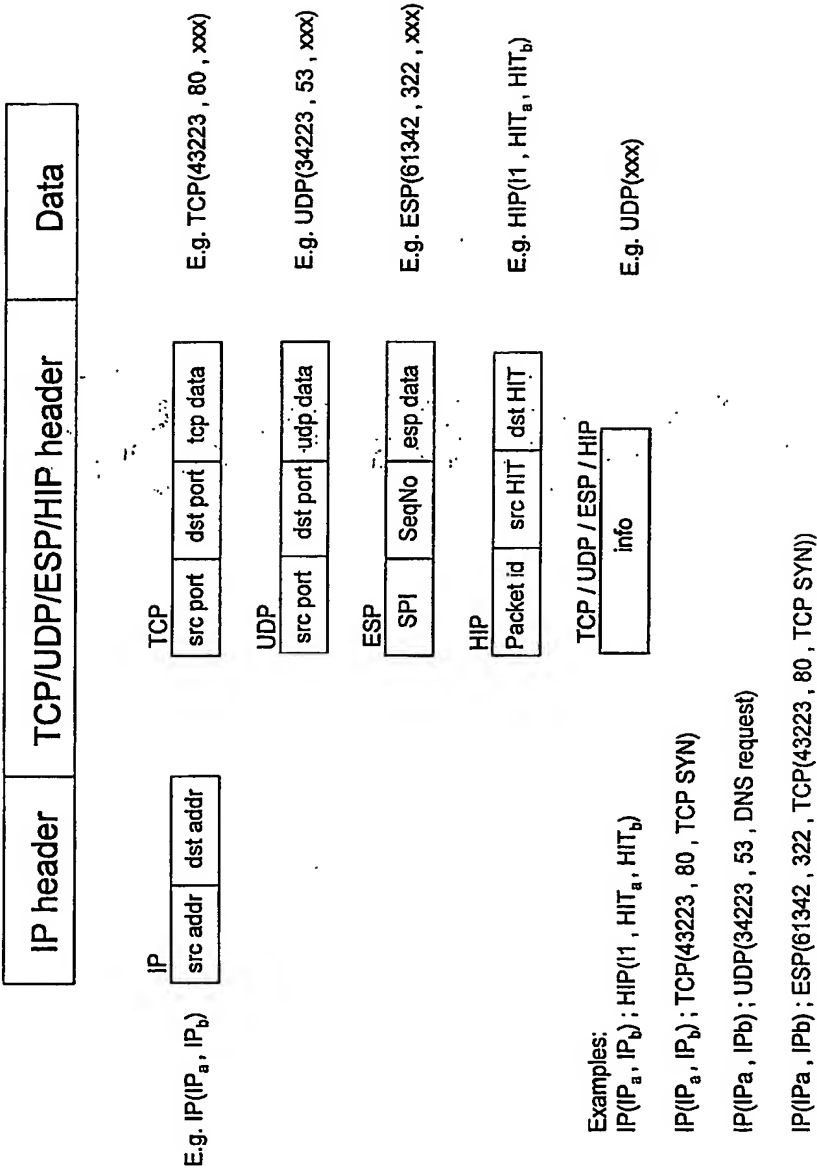 IP header TCP/UDP/ESP/HIP header Data
IP
E.g. IP(IPa , IPb) src addr dst addr
TCP
src port dst port tcp data E.g. TCP(43223 , 80 , xxx)
UDP
src port dst port udp data E.g. UDP(34223 , 53 , xxx)
ESP
SPI SeqNo esp data E.g. ESP(61342 , 322 , xxx)
HIP
Packet id src HIT dst HIT E.g. HIP(I1 , HITa , HITb)
TCP / UDP / ESP / HIP
info E.g. UDP(xxx)
Examples:
IP(IPa , IPb) ; HIP(I1 , HITa , HITb)
IP(IPa , IPb) ; TCP(43223 , 80 , TCP SYN)
IP(IPa , IPb) ; UDP(34223 , 53 , DNS request)
IP(IPa , IPb) ; ESP(61342 , 322 , TCP(43223 , 80 , TCP SYN))